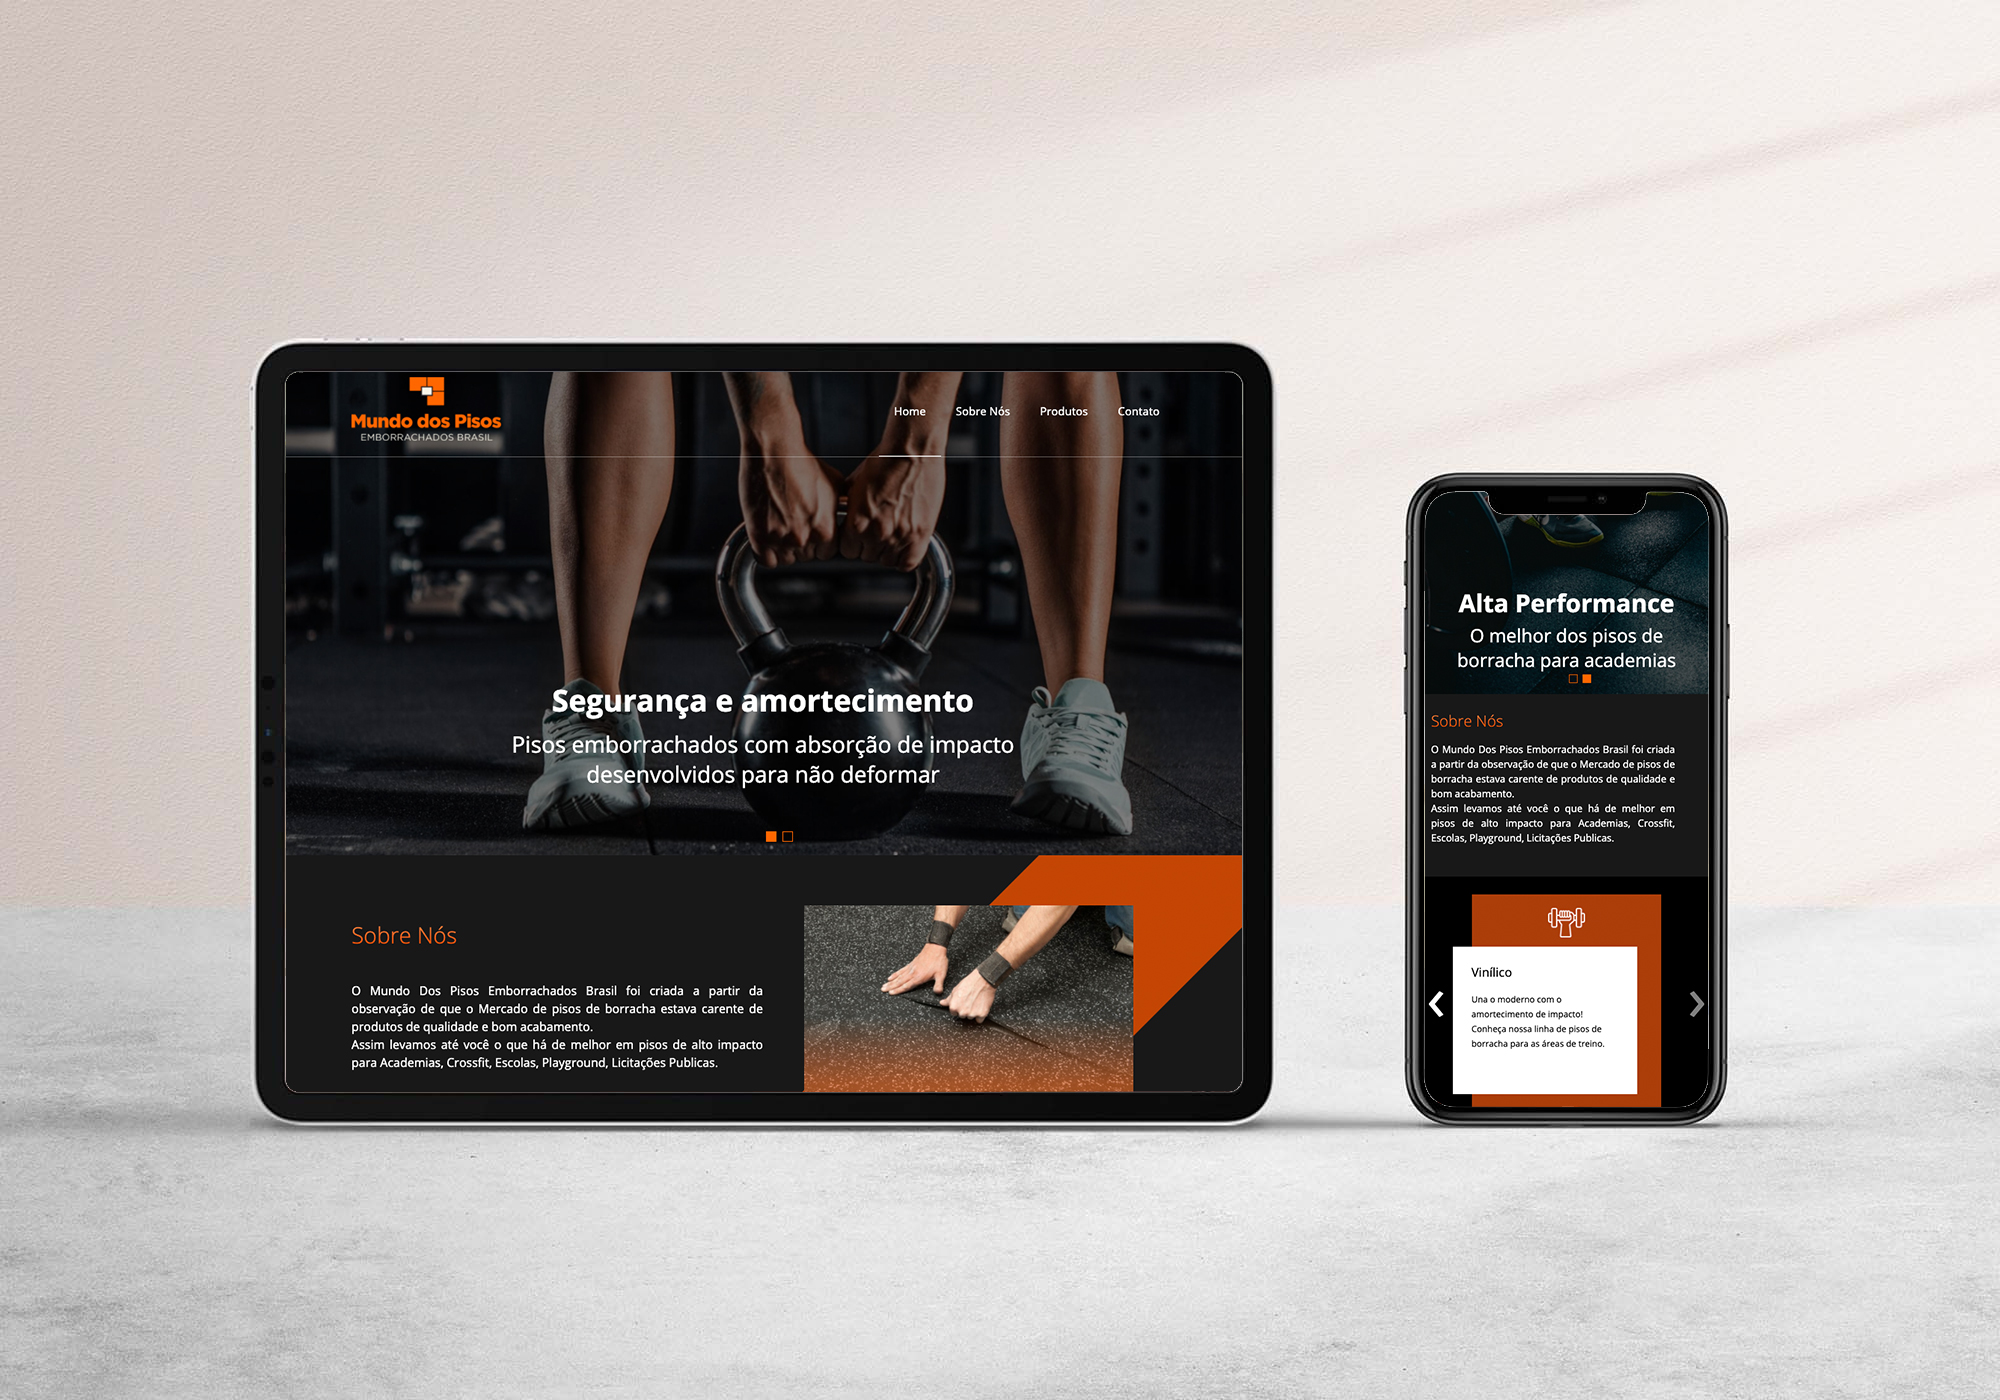 Mundo dos Pisos
EMBORRACHADOS BRASIL
Home Sobre Nós Produtos Contato
Segurança e amortecimento
Pisos emborrachados com absorção de impacto
desenvolvidos para não deformar
Sobre Nós
O Mundo Dos Pisos Emborrachados Brasil foi criada a partir da
observação de que o Mercado de pisos de borracha estava carente de
produtos de qualidade e bom acabamento.
Assim levamos até você o que há de melhor em pisos de alto impacto
para Academias, Crossfit, Escolas, Playground, Licitações Publicas.
Alta Performance
O melhor dos pisos de
borracha para academias
Sobre Nós
O Mundo Dos Pisos Emborrachados Brasil foi criada
a partir da observação de que o Mercado de pisos de
borracha estava carente de produtos de qualidade e
bom acabamento.
Assim levamos até você o que há de melhor em
pisos de alto impacto para Academias, Crossfit,
Escolas, Playground, Licitações Publicas.
Vinílico
Una o moderno com o
amortecimento de impacto!
Conheça nossa linha de pisos de
borracha para as áreas de treino.